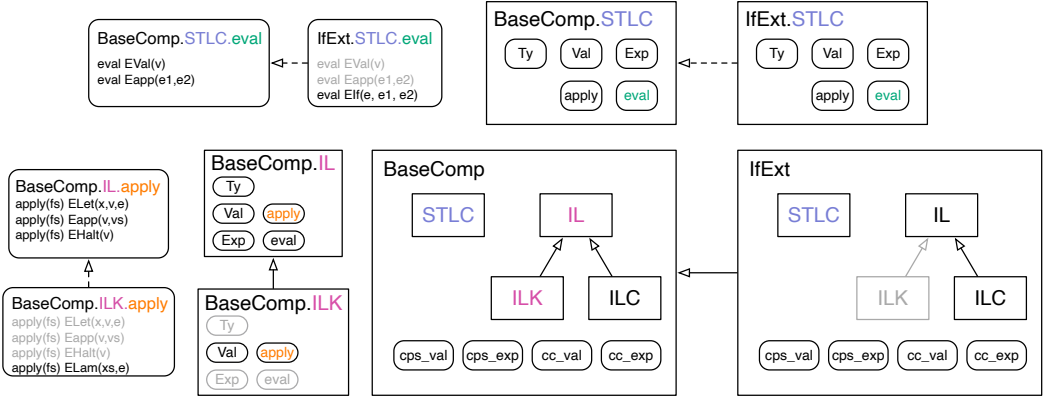 BaseComp.STLC.eval
eval EVal(v)
eval Eapp(e1,e2)
IfExt.STLC.eval
eval EVal(v)
eval Eapp(e1,e2)
eval EIf(e, e1, e2)
BaseComp.STLC
Ty Val Exp
apply eval
IfExt.STLC
Ty Val Exp
apply eval
BaseComp.IL.apply
apply(fs) ELet(x,v,e)
apply(fs) Eapp(v,vs)
apply(fs) EHalt(v)
BaseComp.ILK.apply
apply(fs) ELet(x,v,e)
apply(fs) Eapp(v,vs)
apply(fs) EHalt(v)
apply(fs) ELam(xs,e)
BaseComp.IL
Ty
Val apply
Exp eval
BaseComp.ILK
Ty
Val apply
Exp eval
BaseComp
STLC IL
ILK ILC
cps_val cps_exp cc_val cc_exp
IfExt
STLC IL
ILK ILC
cps_val cps_exp cc_val cc_exp